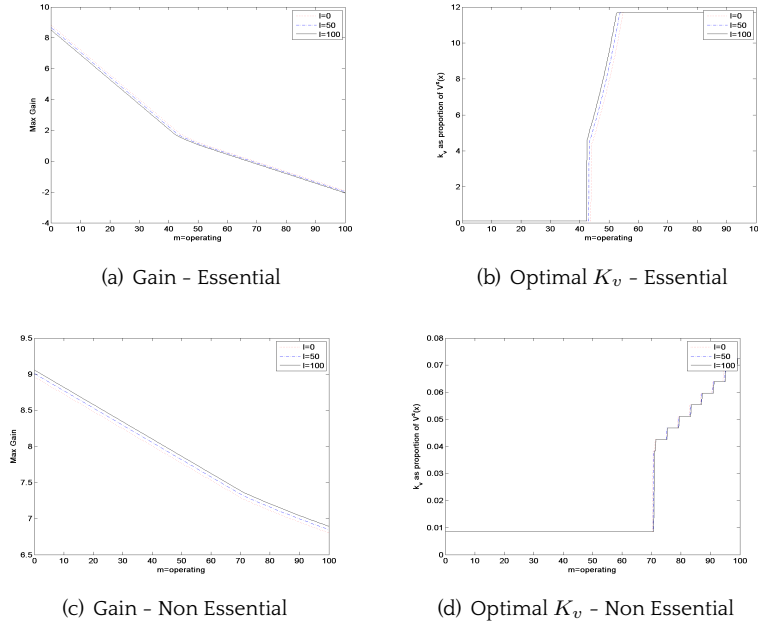 10
8
6
4
2
0
-2
-4
Max Gain
0 10 20 30 40 50 60 70 80 90 100
m=operating
I=0
I=50
I=100
(a) Gain - Essential
12
10
8
6
4
2
0
k_v as proportion of V^s(x)
0 10 20 30 40 50 60 70 80 90 100
m=operating
I=0
I=50
I=100
(b) Optimal K_v - Essential
9.5
9
8.5
8
7.5
7
6.5
Max Gain
0 10 20 30 40 50 60 70 80 90 100
m=operating
I=0
I=50
I=100
(c) Gain - Non Essential
0.08
0.07
0.06
0.05
0.04
0.03
0.02
0.01
0
k_v as proportion of V^s(x)
0 10 20 30 40 50 60 70 80 90 100
m=operating
I=0
I=50
I=100
(d) Optimal K_v - Non Essential